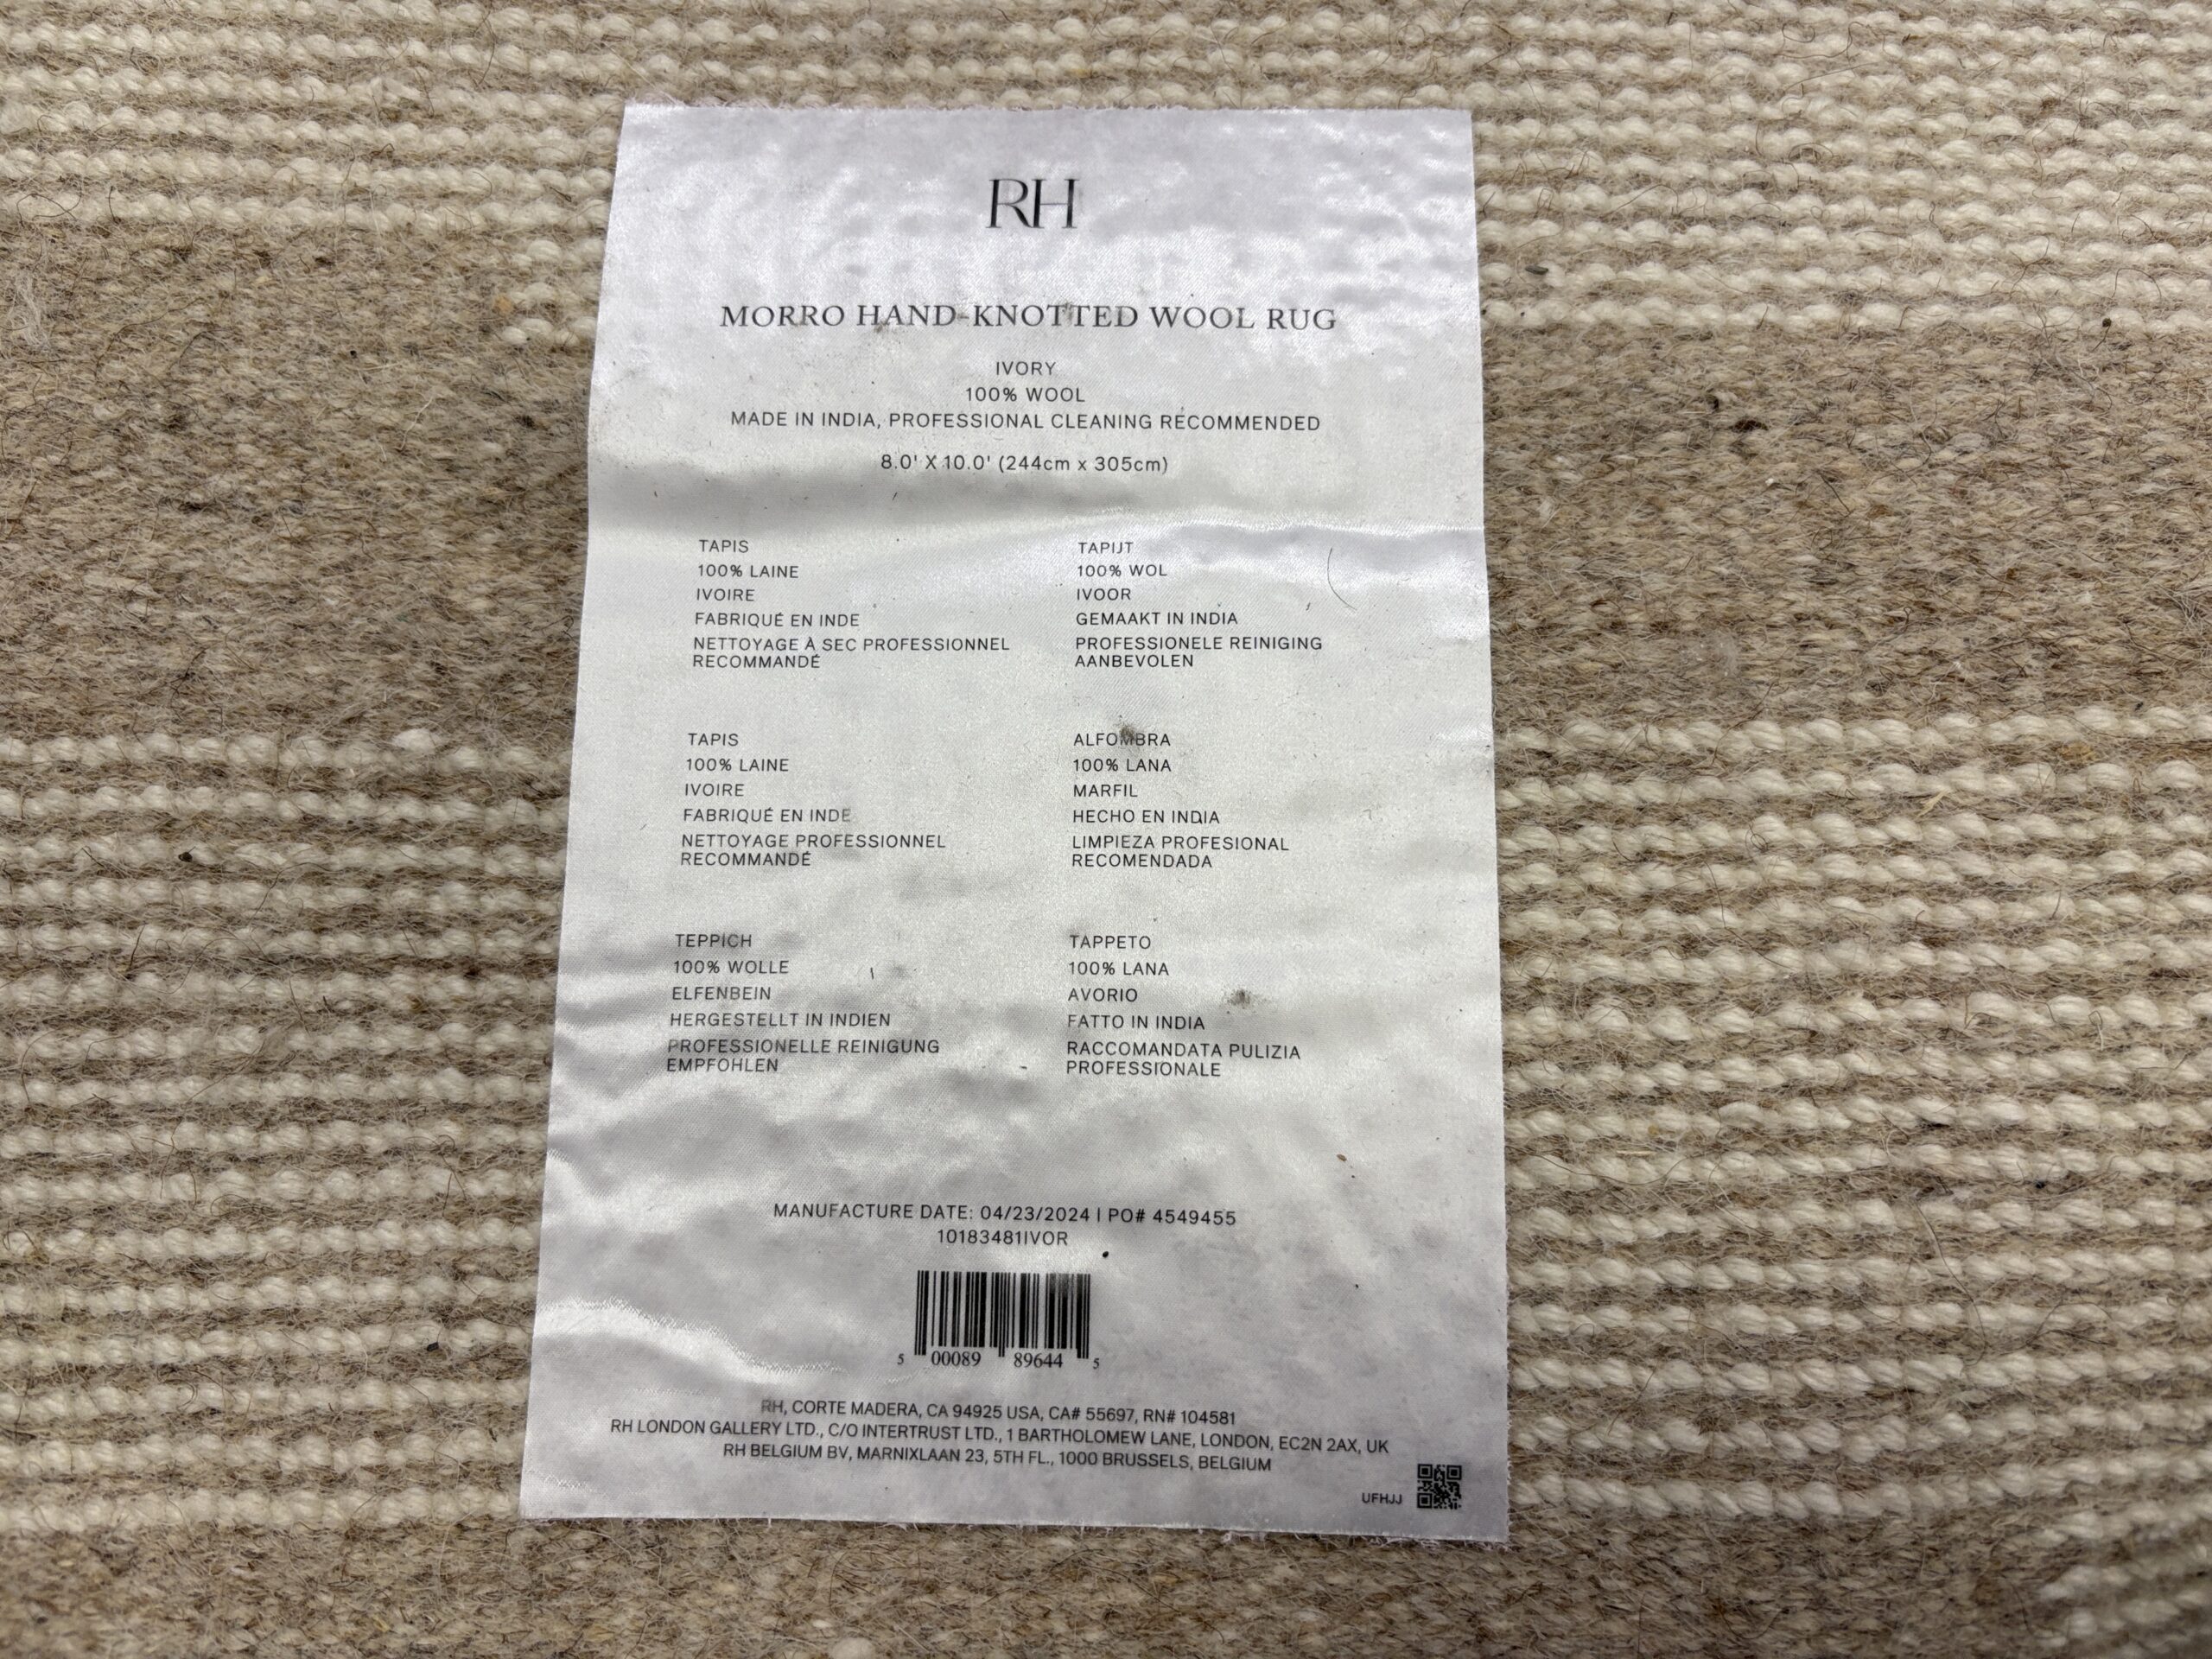 RH
MORRO HAND-KNOTTED WOOL RUG
IVORY
100% WOOL
MADE IN INDIA, PROFESSIONAL CLEANING RECOMMENDED
8.0' X 10.0' (244cm x 305cm)
TAPIS
100% LAINE
IVOIRE
FABRIQUÉ EN INDE
NETTOYAGE À SEC PROFESSIONNEL
RECOMMANDÉ
TAPIJT
100% WOL
IVOOR
GEMAAKT IN INDIA
PROFESSIONELE REINIGING
AANBEVOLEN
TAPIS
100% LAINE
IVOIRE
FABRIQUÉ EN INDE
NETTOYAGE PROFESSIONNEL
RECOMMANDÉ
ALFOMBRA
100% LANA
MARFIL
HECHO EN INDIA
LIMPIEZA PROFESIONAL
RECOMENDADA
TEPPICH
100% WOLLE
ELFENBEIN
HERGESTELLT IN INDIEN
PROFESSIONELLE REINIGUNG
EMPFOHLEN
TAPPETO
100% LANA
AVORIO
FATTO IN INDIA
RACCOMANDATA PULIZIA
PROFESSIONALE
MANUFACTURE DATE: 04/23/2024 | PO# 4549455
10183481IVOR
5 00089 89644 5
RH, CORTE MADERA, CA 94925 USA, CA# 55697, RN# 104581
RH LONDON GALLERY LTD., C/O INTERTRUST LTD., 1 BARTHOLOMEW LANE, LONDON, EC2N 2AX, UK
RH BELGIUM BV, MARNIXLAAN 23, 5TH FL., 1000 BRUSSELS, BELGIUM
UFHJJ